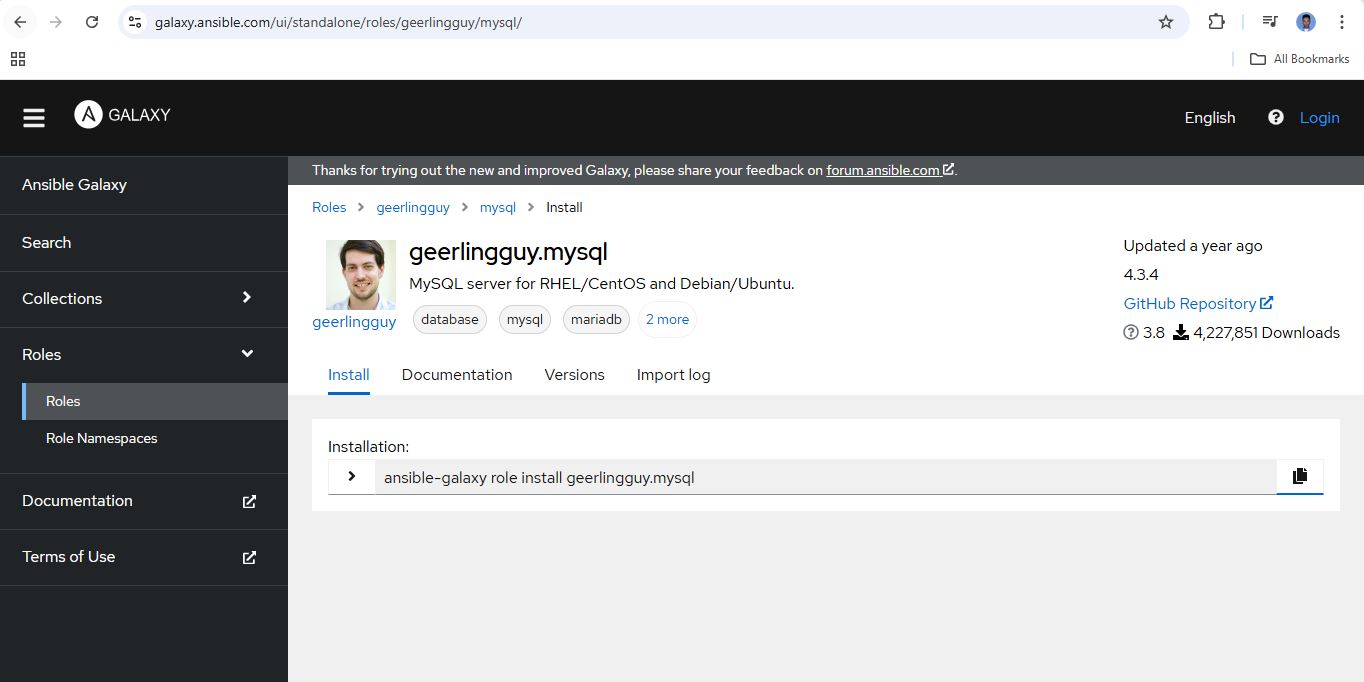 galaxy.ansible.com/ui/standalone/roles/geerlingguy/mysql/
All Bookmarks
GALAXY
English
Login
Ansible Galaxy
Search
Collections
Roles
Roles
Role Namespaces
Documentation
Terms of Use
Thanks for trying out the new and improved Galaxy, please share your feedback on forum.ansible.com.
Roles > geerlingguy > mysql > Install
geerlingguy.mysql
MySQL server for RHEL/CentOS and Debian/Ubuntu.
geerlingguy
database mysql mariadb 2 more
Updated a year ago
4.3.4
GitHub Repository
3.8 4,227,851 Downloads
Install Documentation Versions Import log
Installation:
ansible-galaxy role install geerlingguy.mysql